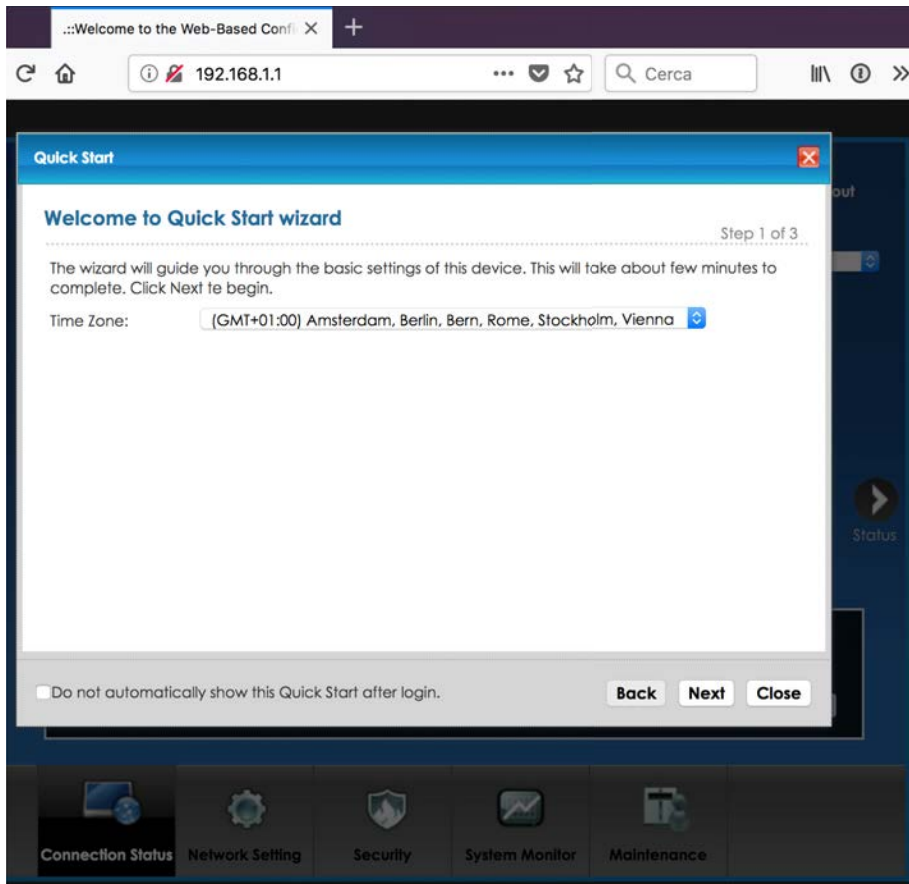 .::Welcome to the Web-Based Confi
192.168.1.1
Cerca
Quick Start
out
Welcome to Quick Start wizard
Step 1 of 3
The wizard will guide you through the basic settings of this device. This will take about few minutes to
complete. Click Next te begin.
Time Zone:
(GMT+01:00) Amsterdam, Berlin, Bern, Rome, Stockholm, Vienna
Status
Do not automatically show this Quick Start after login.
Back Next Close
Connection Status Network Setting Security System Monitor Maintenance